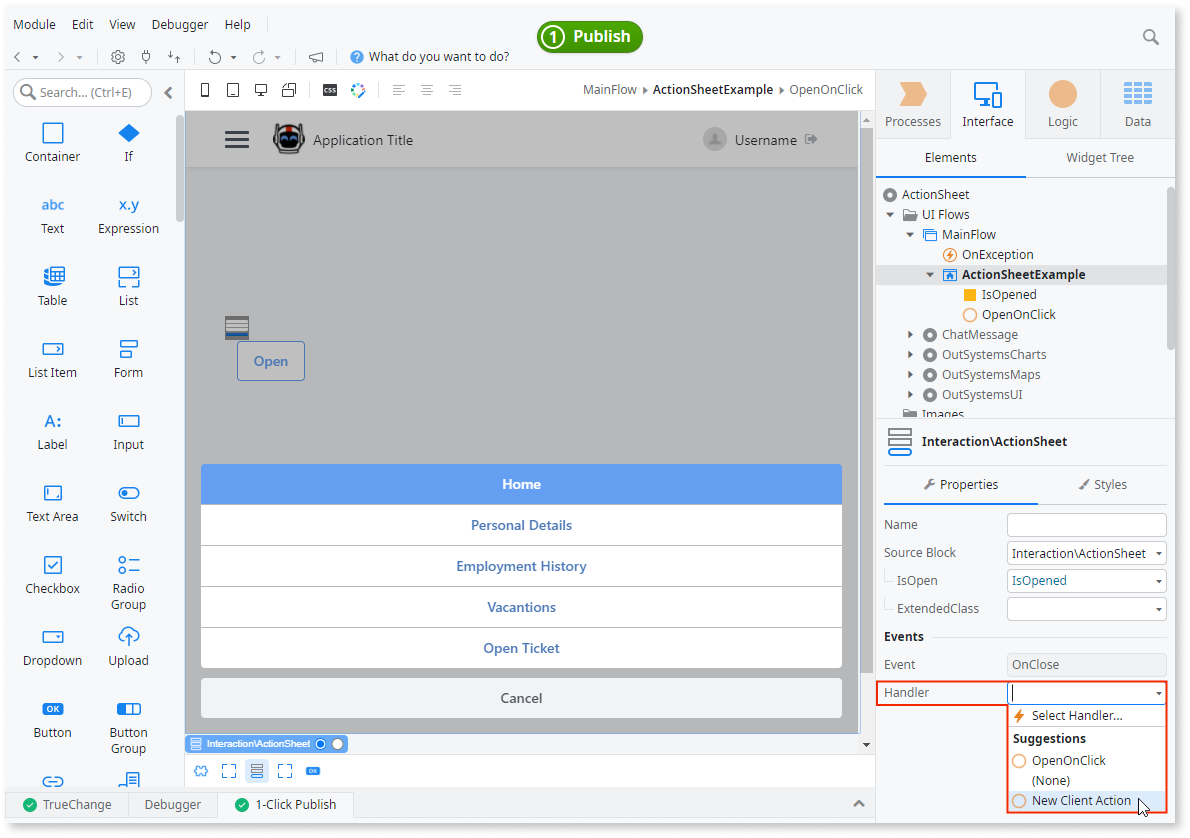 Module Edit View Debugger Help
1 Publish
What do you want to do?
Search... (Ctrl+E)
CSS
MainFlow ActionSheetExample OpenOnClick
Processes Interface Logic Data
Container If
abc x.y
Text Expression
Table List
List Item Form
A:
Label Input
Text Area Switch
Checkbox Radio Group
Dropdown Upload
OK
Button Button Group
Application Title
Username
Open
Home
Personal Details
Employment History
Vacantions
Open Ticket
Cancel
Interaction\ActionSheet
OK
Elements Widget Tree
ActionSheet
UI Flows
MainFlow
OnException
ActionSheetExample
IsOpened
OpenOnClick
ChatMessage
OutSystemsCharts
OutSystemsMaps
OutSystemsUI
Images
Interaction\ActionSheet
Properties Styles
Name
Source Block Interaction\ActionSheet
IsOpen IsOpened
ExtendedClass
Events
Event OnClose
Handler
Select Handler...
Suggestions
OpenOnClick
(None)
New Client Action
TrueChange Debugger 1-Click Publish